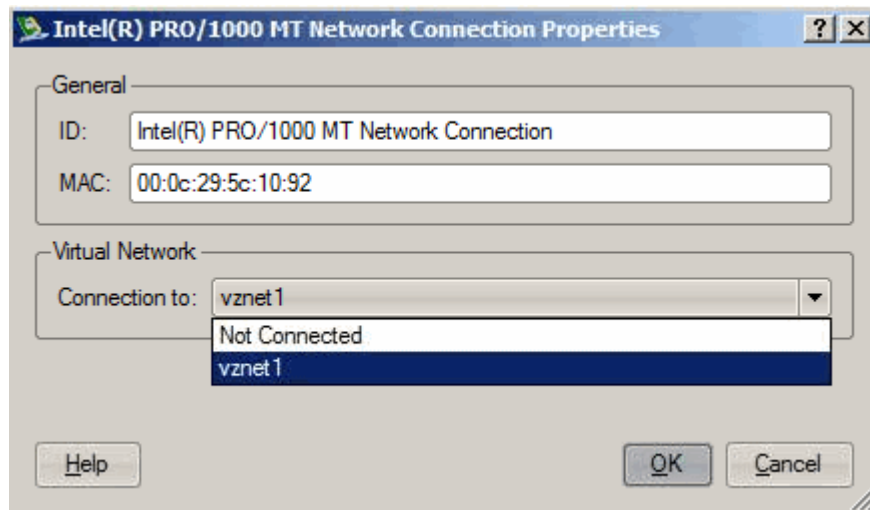 Intel(R) PRO/1000 MT Network Connection Properties
General
ID: Intel(R) PRO/1000 MT Network Connection
MAC: 00:0c:29:5c:10:92
Virtual Network
Connection to: vznet1
Not Connected
vznet1
Help OK Cancel